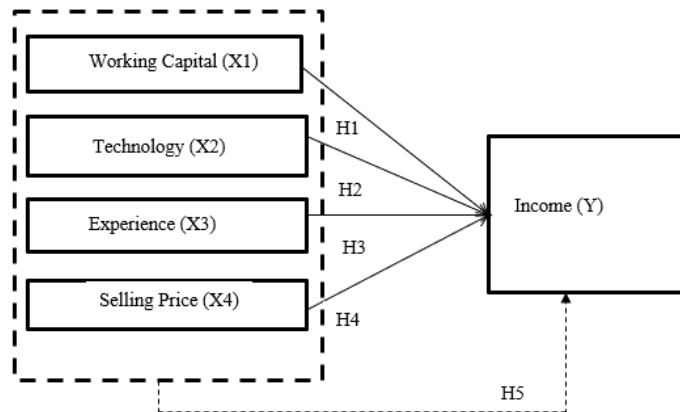 Working Capital (X1)
H1
Technology (X2)
H2
Income (Y)
Experience (X3)
H3
Selling Price (X4)
H4
H5